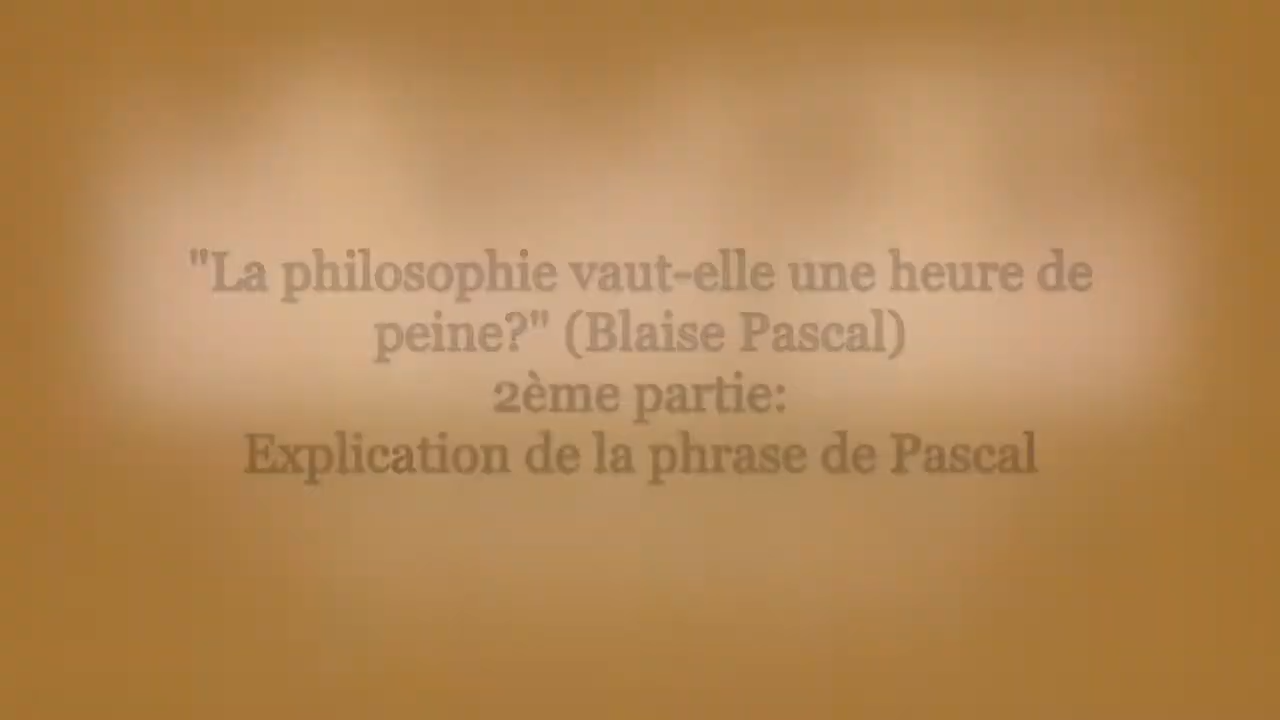 "La philosophie vaut-elle une heure de
peine?" (Blaise Pascal)
2ème partie:
Explication de la phrase de Pascal